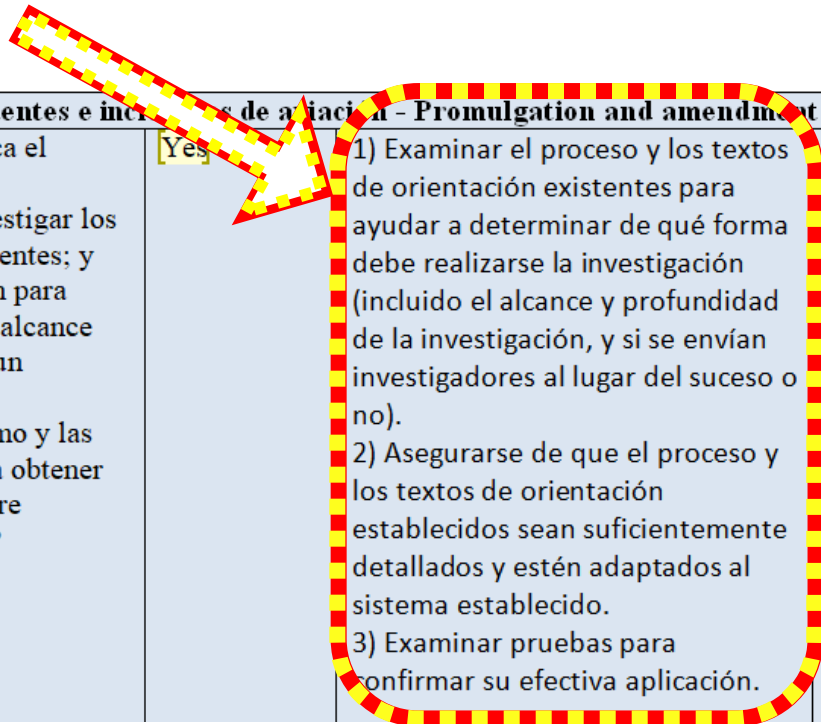 entes e inc s de aviación - Promulgation and amendment
ca el
estigar los
entes; y
n para
alcance
un
mo y las
a obtener
re
Yes
1) Examinar el proceso y los textos
de orientación existentes para
ayudar a determinar de qué forma
debe realizarse la investigación
(incluido el alcance y profundidad
de la investigación, y si se envían
investigadores al lugar del suceso o
no).
2) Asegurarse de que el proceso y
los textos de orientación
establecidos sean suficientemente
detallados y estén adaptados al
sistema establecido.
3) Examinar pruebas para
confirmar su efectiva aplicación.